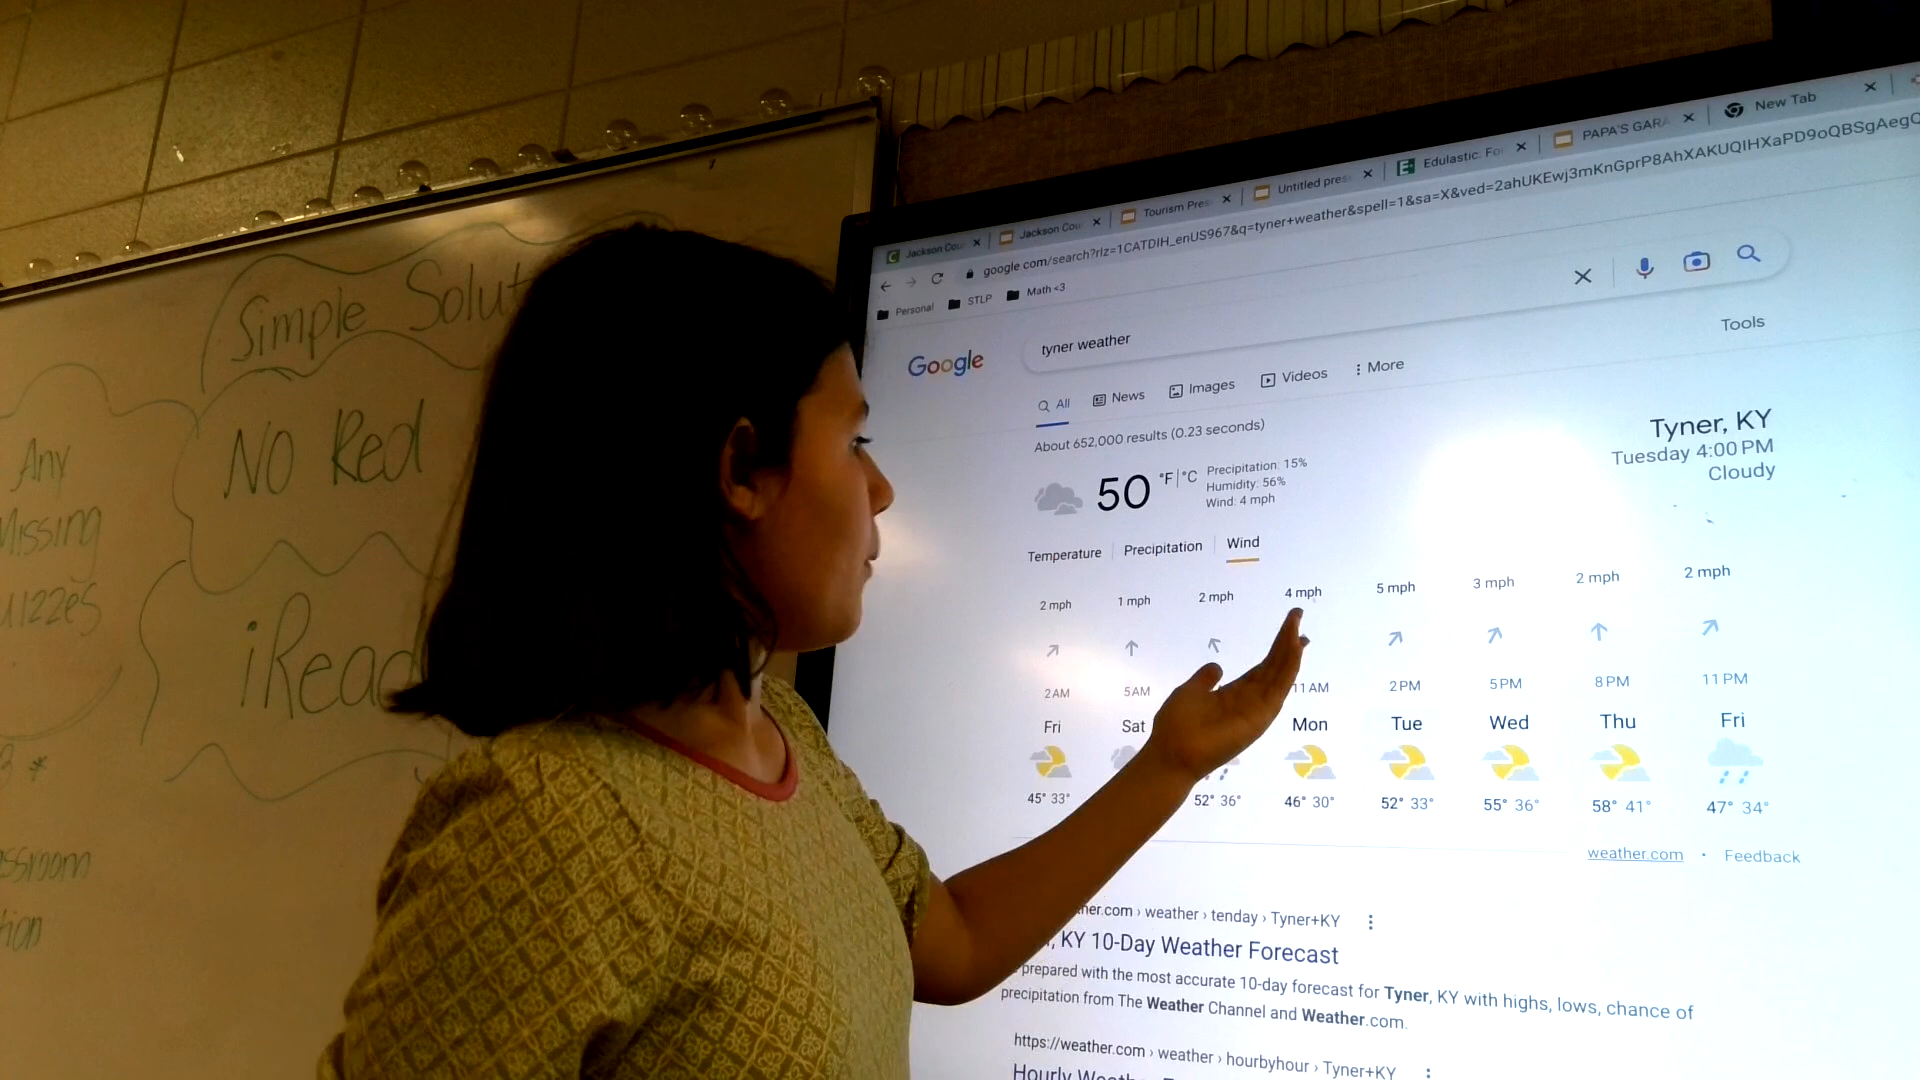 Simple Solut
NO Red
iRead
Any
Missing
uizzes
*
ssroom
tion
Jackson Cou
Jackson Cou
Tourism Pres
Untitled pres
Edulastic: Fo
PAPA'S GARA
New Tab
google.com/search?rlz=1CATDIH_enUS967&q=tyner+weather&spell=1&sa=X&ved=2ahUKEwj3mKnGprP8AhXAKUQIHXaPD9oQBSgAegQ
Personal STLP Math <3
Google
tyner weather
Tools
All News Images Videos More
About 652,000 results (0.23 seconds)
50 °F | °C
Precipitation: 15%
Humidity: 56%
Wind: 4 mph
Tyner, KY
Tuesday 4:00 PM
Cloudy
Temperature Precipitation Wind
2 mph 1 mph 2 mph 4 mph 5 mph 3 mph 2 mph 2 mph
2 AM 5 AM 11 AM 2 PM 5 PM 8 PM 11 PM
Fri Sat Mon Tue Wed Thu Fri
45° 33° 52° 36° 46° 30° 52° 33° 55° 36° 58° 41° 47° 34°
weather.com • Feedback
her.com › weather › tenday › Tyner+KY
, KY 10-Day Weather Forecast
prepared with the most accurate 10-day forecast for Tyner, KY with highs, lows, chance of
precipitation from The Weather Channel and Weather.com.
https://weather.com › weather › hourbyhour › Tyner+KY
Hourly